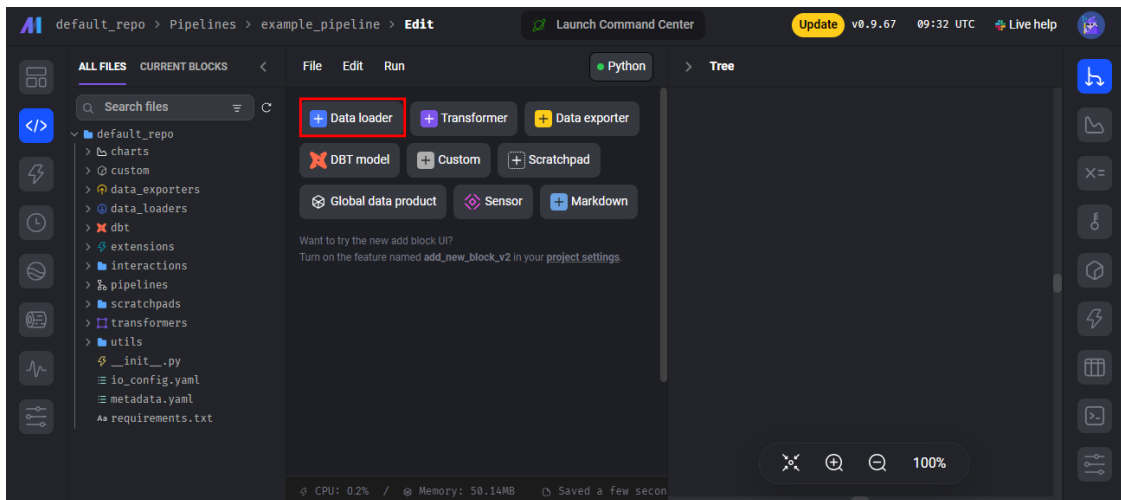 default_repo > Pipelines > example_pipeline > Edit
Launch Command Center
Update v0.9.67 09:32 UTC Live help
ALL FILES CURRENT BLOCKS
Search files
default_repo
charts
custom
data_exporters
data_loaders
dbt
extensions
interactions
pipelines
scratchpads
transformers
utils
__init__.py
io_config.yaml
metadata.yaml
Aa requirements.txt
File Edit Run Python
Data loader Transformer Data exporter
DBT model Custom Scratchpad
Global data product Sensor Markdown
Want to try the new add block UI?
Turn on the feature named add_new_block_v2 in your project settings.
CPU: 0.2% / Memory: 50.14MB Saved a few secon
Tree
X=
100%